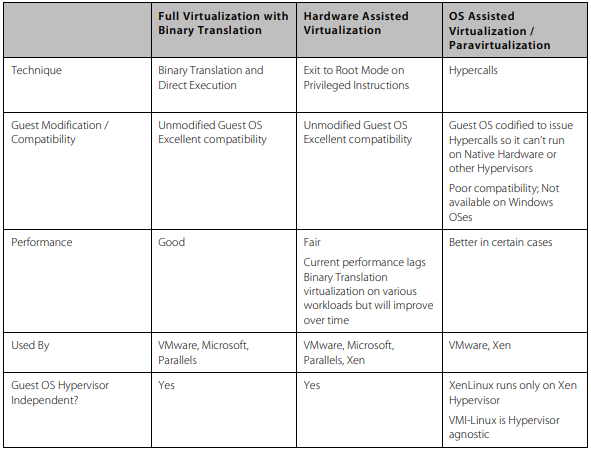 Full Virtualization with
Binary Translation
Hardware Assisted
Virtualization
OS Assisted
Virtualization /
Paravirtualization
Technique
Binary Translation and
Direct Execution
Exit to Root Mode on
Privileged Instructions
Hypercalls
Guest Modification /
Compatibility
Unmodified Guest OS
Excellent compatibility
Unmodified Guest OS
Excellent compatibility
Guest OS codified to issue
Hypercalls so it can't run
on Native Hardware or
other Hypervisors
Poor compatibility; Not
available on Windows
OSes
Performance
Good
Fair
Current performance lags
Binary Translation
virtualization on various
workloads but will improve
over time
Better in certain cases
Used By
VMware, Microsoft,
Parallels
VMware, Microsoft,
Parallels, Xen
VMware, Xen
Guest OS Hypervisor
Independent?
Yes
Yes
XenLinux runs only on Xen
Hypervisor
VMI-Linux is Hypervisor
agnostic